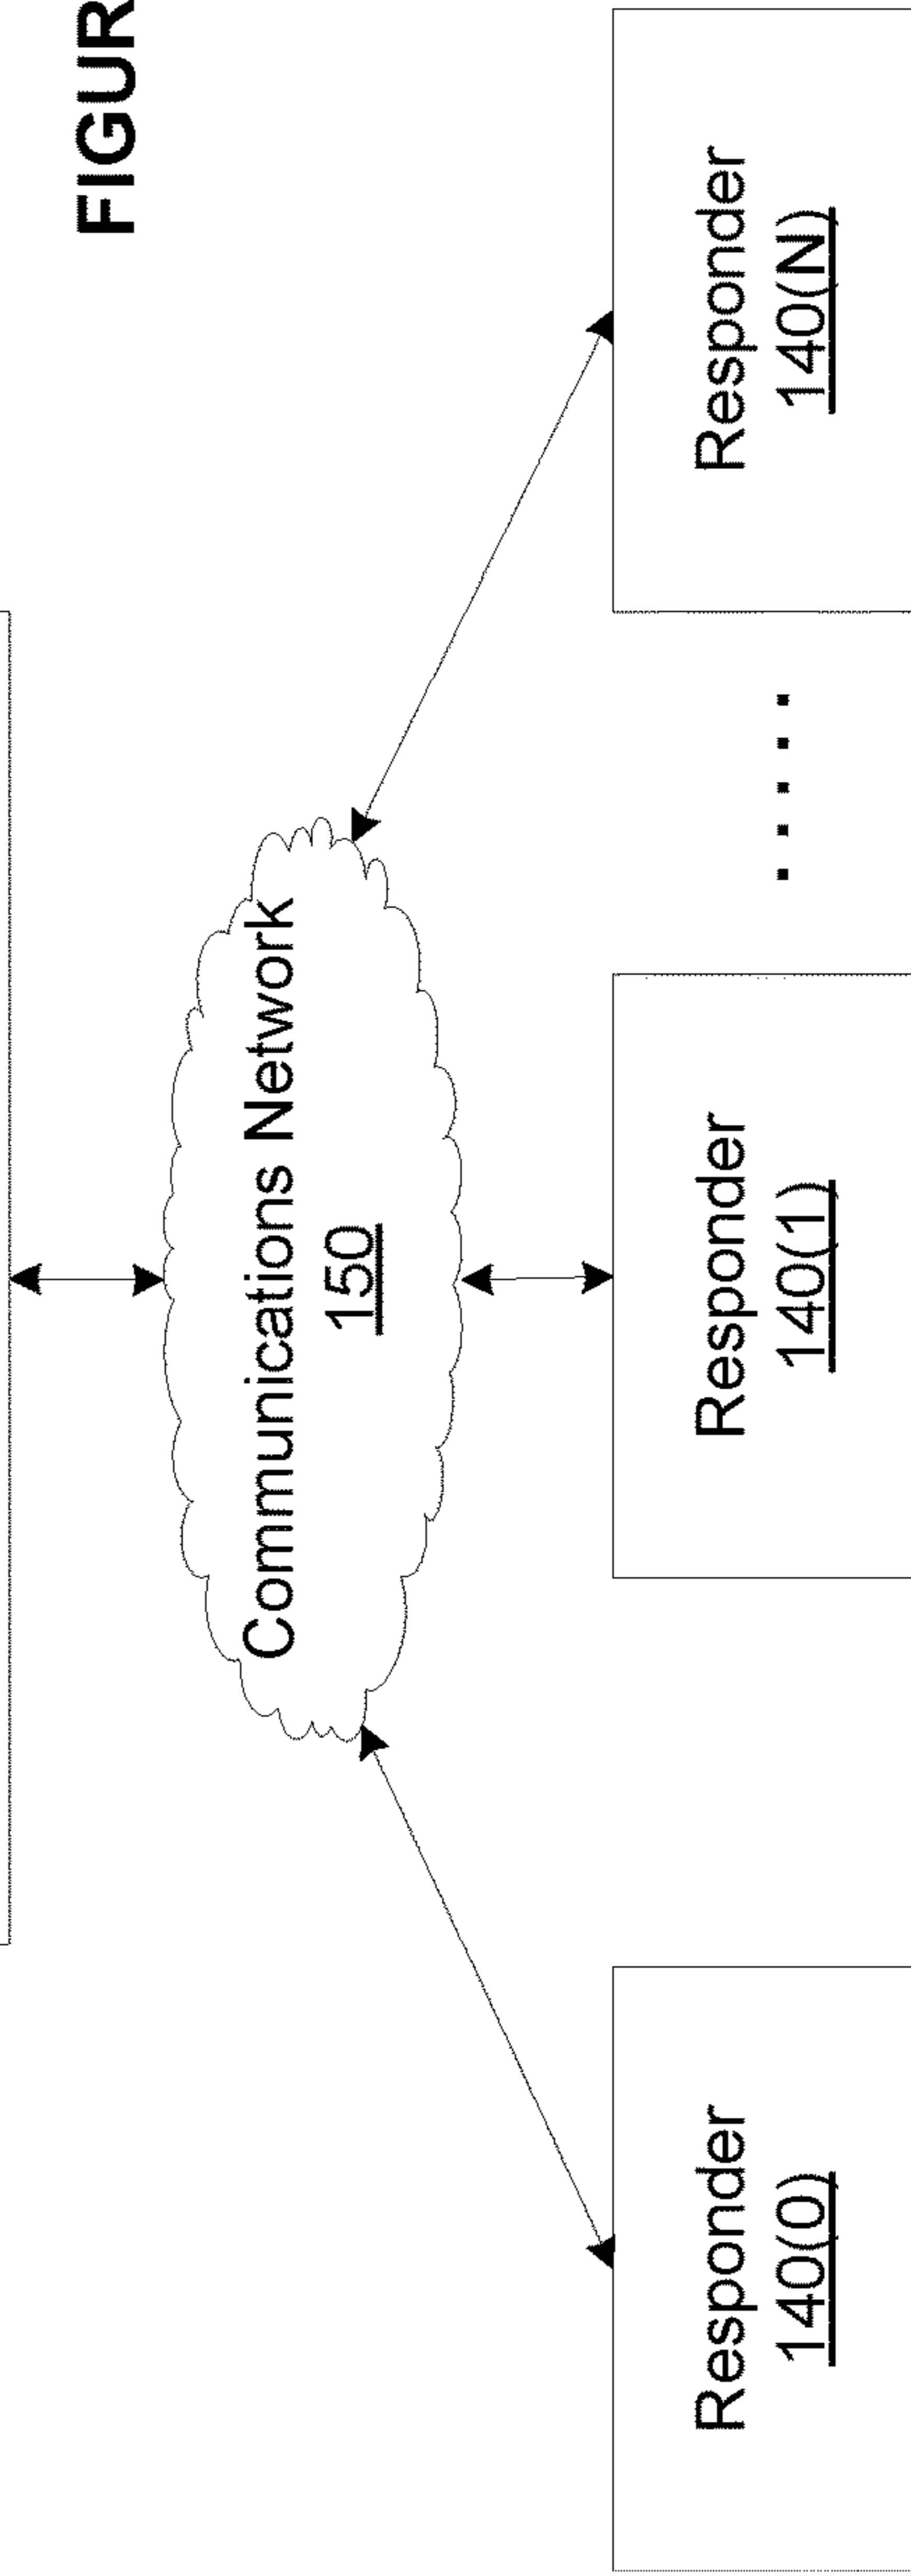 Communications Network
150
Responder
140(0)
Responder
140(1)
.....
Responder
140(N)
FIGUR